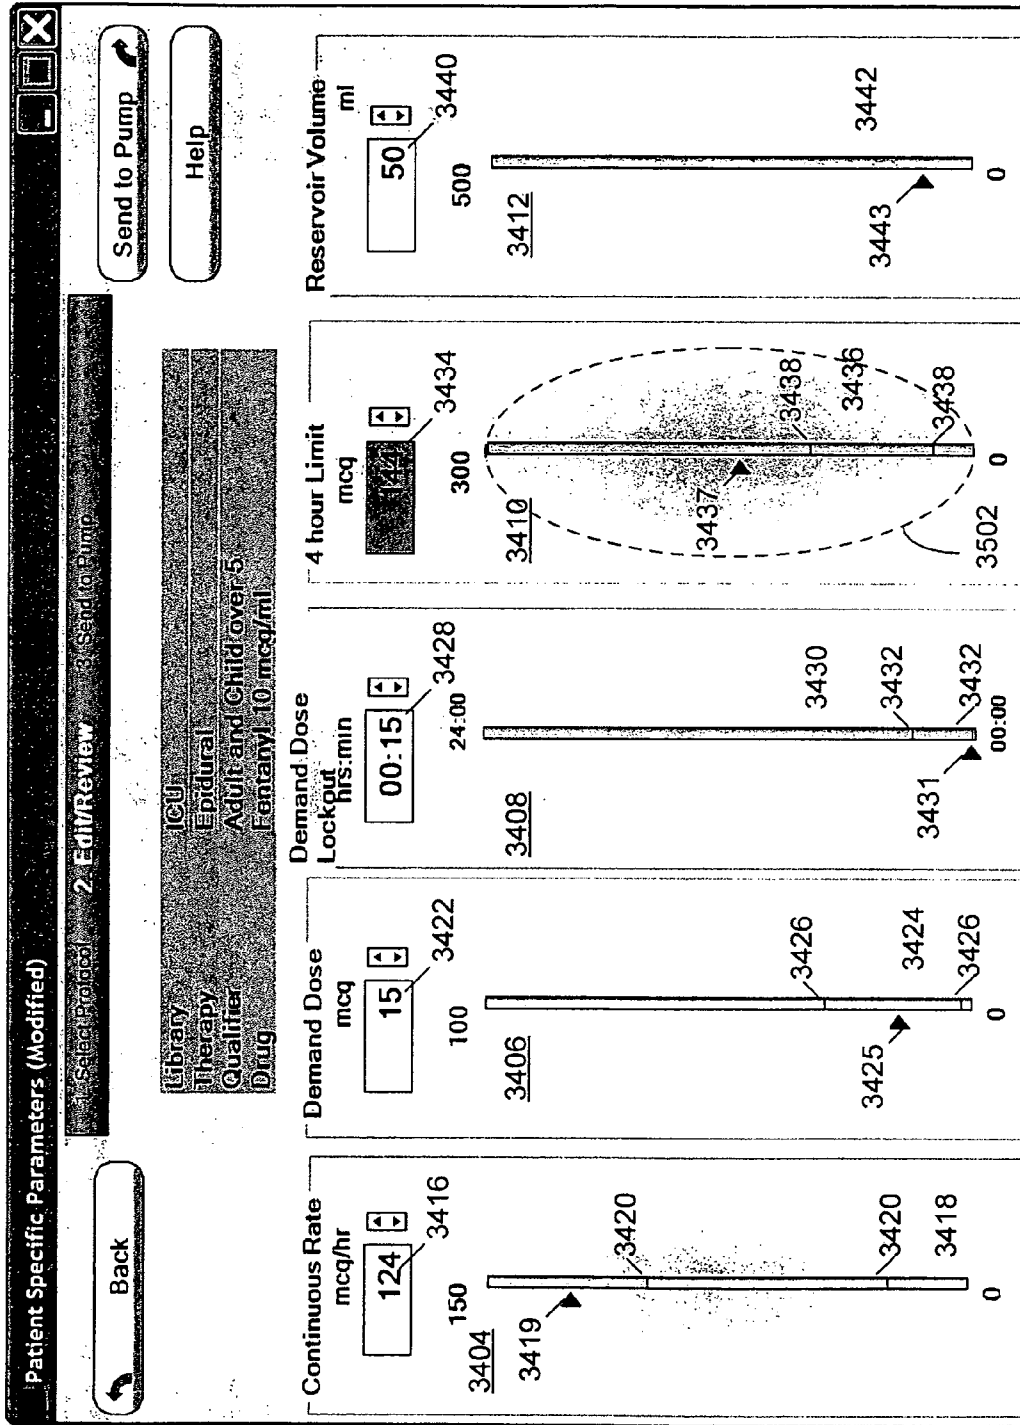 Patient Specific Parameters (Modified)
Back
1. Select Protocol 2. Edit/Review 3. Send to Pump
Send to Pump
Help
Library ICU
Therapy Epidural
Qualifier Adult and Child over 5
Drug Fentanyl 10 mcg/ml
Continuous Rate
mcq/hr
124
3416
150
3404
3419
3420
3420
3418
0
Demand Dose
mcq
15
3422
100
3406
3426
3425
3424
3426
0
Demand Dose
Lockout
hrs:min
00:15
3428
24:00
3408
3430
3432
3431
3432
00:00
4 hour Limit
mcq
144
3434
300
3410
3437
3438
3436
3438
3502
0
Reservoir Volume
ml
50
3440
500
3412
3443
3442
0